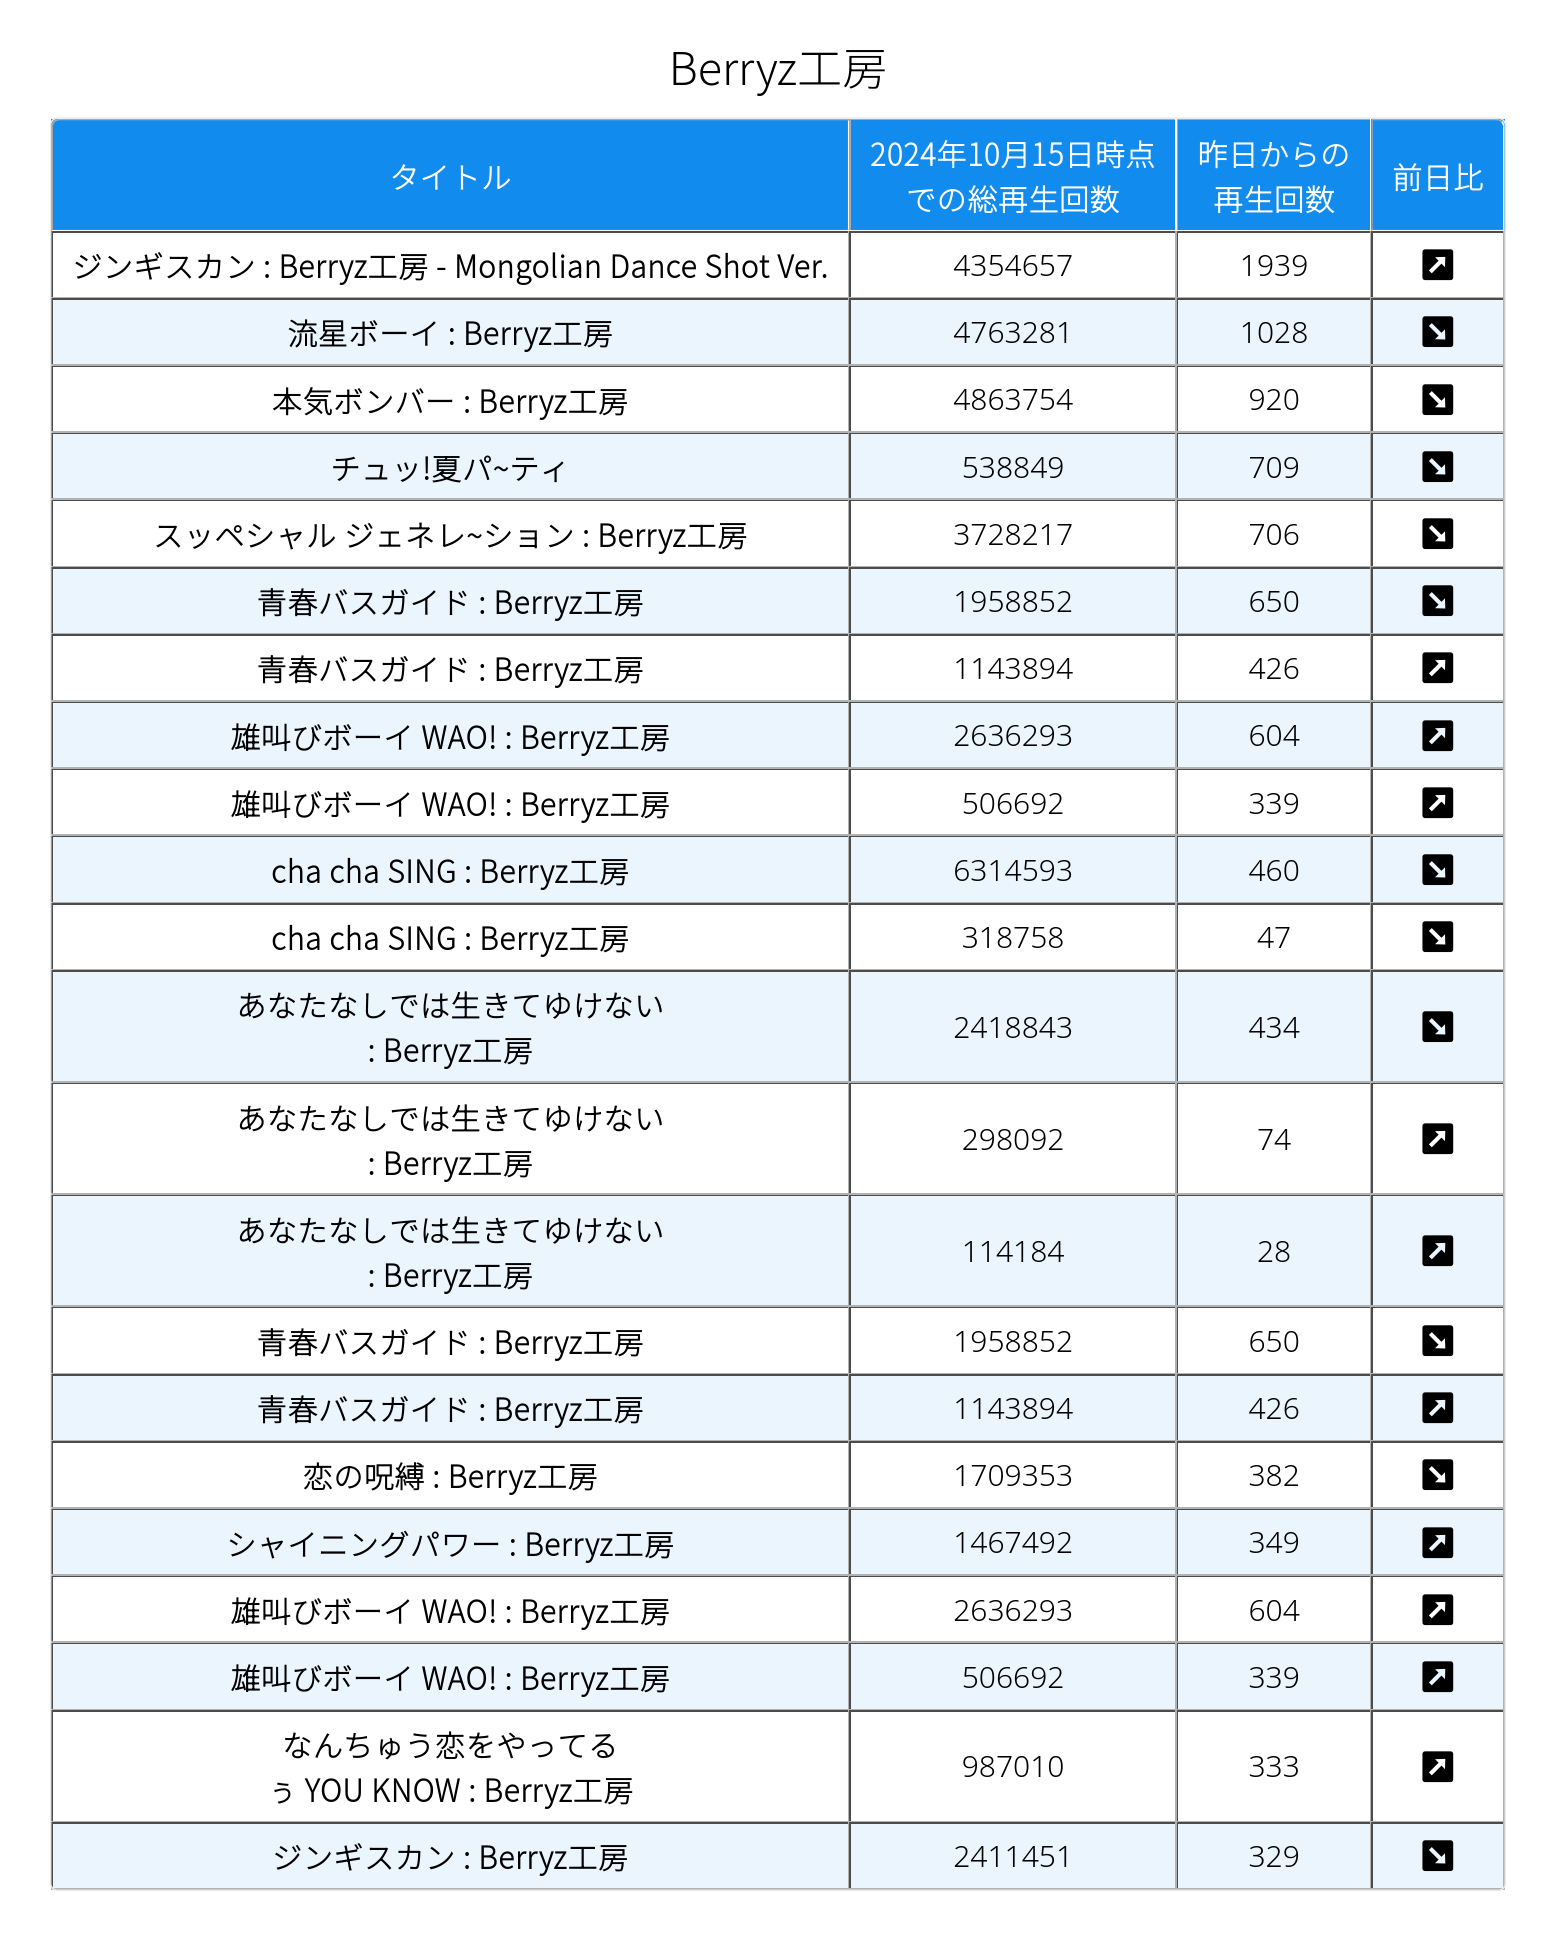 Berryz工房
タイトル
2024年10月15日時点
での総再生回数
昨日からの
再生回数
前日比
ジンギスカン : Berryz工房 - Mongolian Dance Shot Ver. 4354657 1939
流星ボーイ : Berryz工房 4763281 1028
本気ボンバー : Berryz工房 4863754 920
チュッ!夏パ~ティ 538849 709
スッペシャル ジェネレ~ション : Berryz工房 3728217 706
青春バスガイド : Berryz工房 1958852 650
青春バスガイド : Berryz工房 1143894 426
雄叫びボーイ WAO! : Berryz工房 2636293 604
雄叫びボーイ WAO! : Berryz工房 506692 339
cha cha SING : Berryz工房 6314593 460
cha cha SING : Berryz工房 318758 47
あなたなしでは生きてゆけない
: Berryz工房 2418843 434
あなたなしでは生きてゆけない
: Berryz工房 298092 74
あなたなしでは生きてゆけない
: Berryz工房 114184 28
青春バスガイド : Berryz工房 1958852 650
青春バスガイド : Berryz工房 1143894 426
恋の呪縛 : Berryz工房 1709353 382
シャイニングパワー : Berryz工房 1467492 349
雄叫びボーイ WAO! : Berryz工房 2636293 604
雄叫びボーイ WAO! : Berryz工房 506692 339
なんちゅう恋をやってる
ぅ YOU KNOW : Berryz工房 987010 333
ジンギスカン : Berryz工房 2411451 329